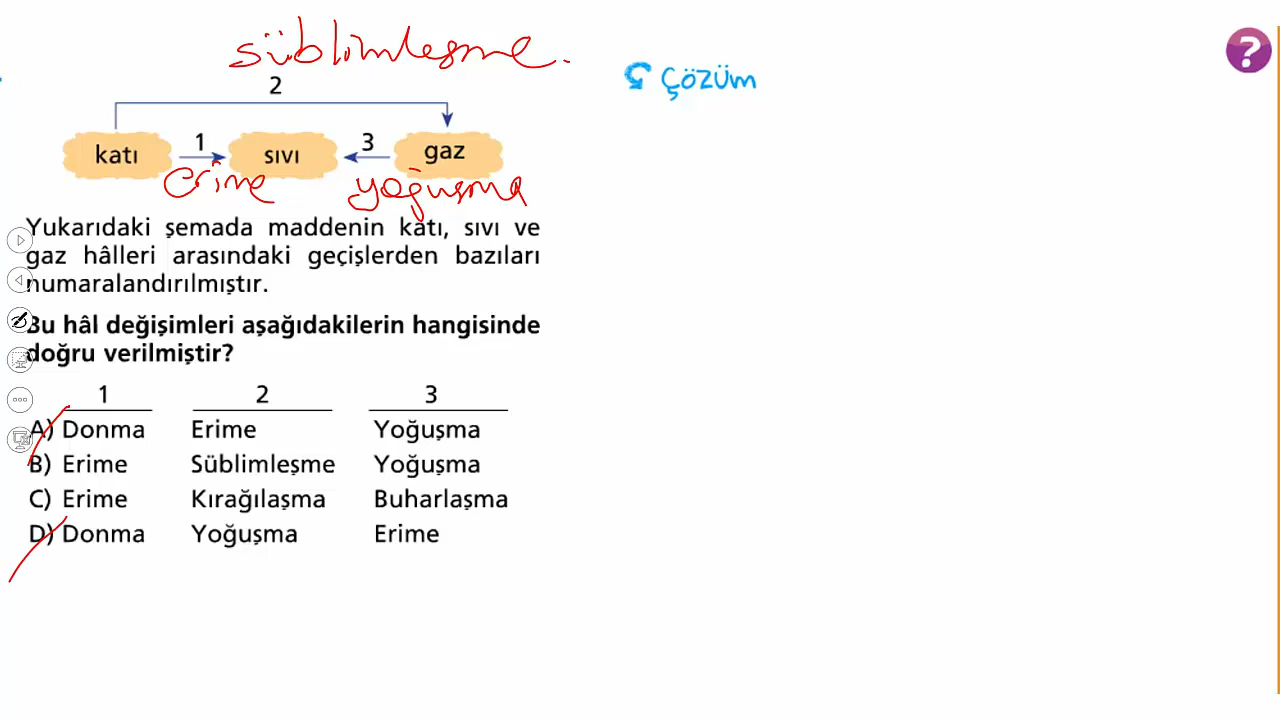 süblimleşme.
Çözüm
2
katı 1 sıvı 3 gaz
erime yoğuşma
Yukarıdaki şemada maddenin katı, sıvı ve
gaz hâlleri arasındaki geçişlerden bazıları
numaralandırılmıştır.
Bu hâl değişimleri aşağıdakilerin hangisinde
doğru verilmiştir?
1 2 3
A) Donma Erime Yoğuşma
B) Erime Süblimleşme Yoğuşma
C) Erime Kırağılaşma Buharlaşma
D) Donma Yoğuşma Erime
?